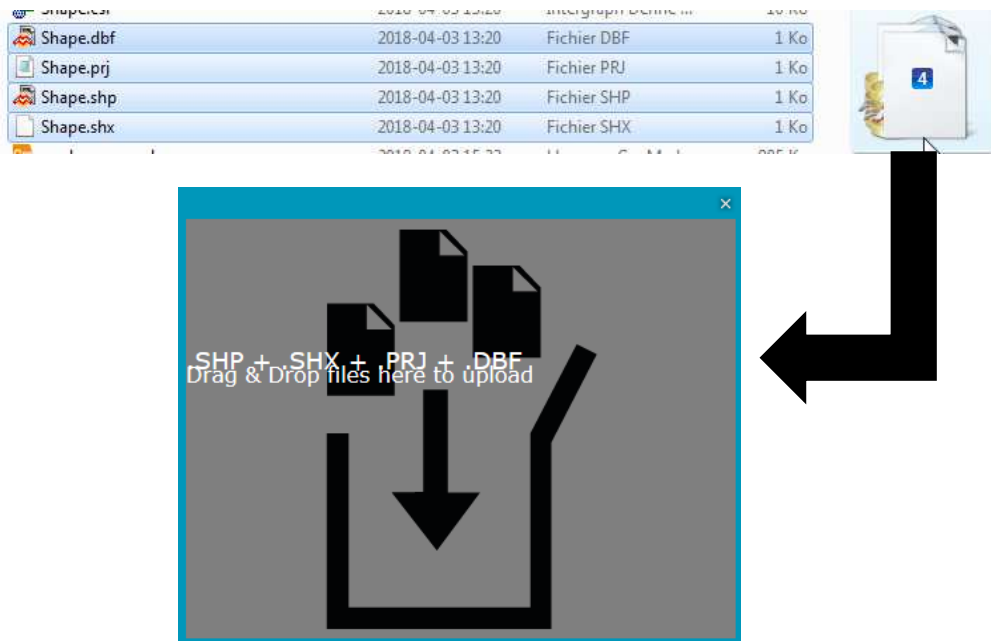 Shape.dbf 2018-04-03 13:20 Fichier DBF 1 Ko
Shape.prj 2018-04-03 13:20 Fichier PRJ 1 Ko
Shape.shp 2018-04-03 13:20 Fichier SHP 1 Ko
Shape.shx 2018-04-03 13:20 Fichier SHX 1 Ko
4
.SHP + .SHX + .PRJ + .DBF
Drag & Drop files here to upload